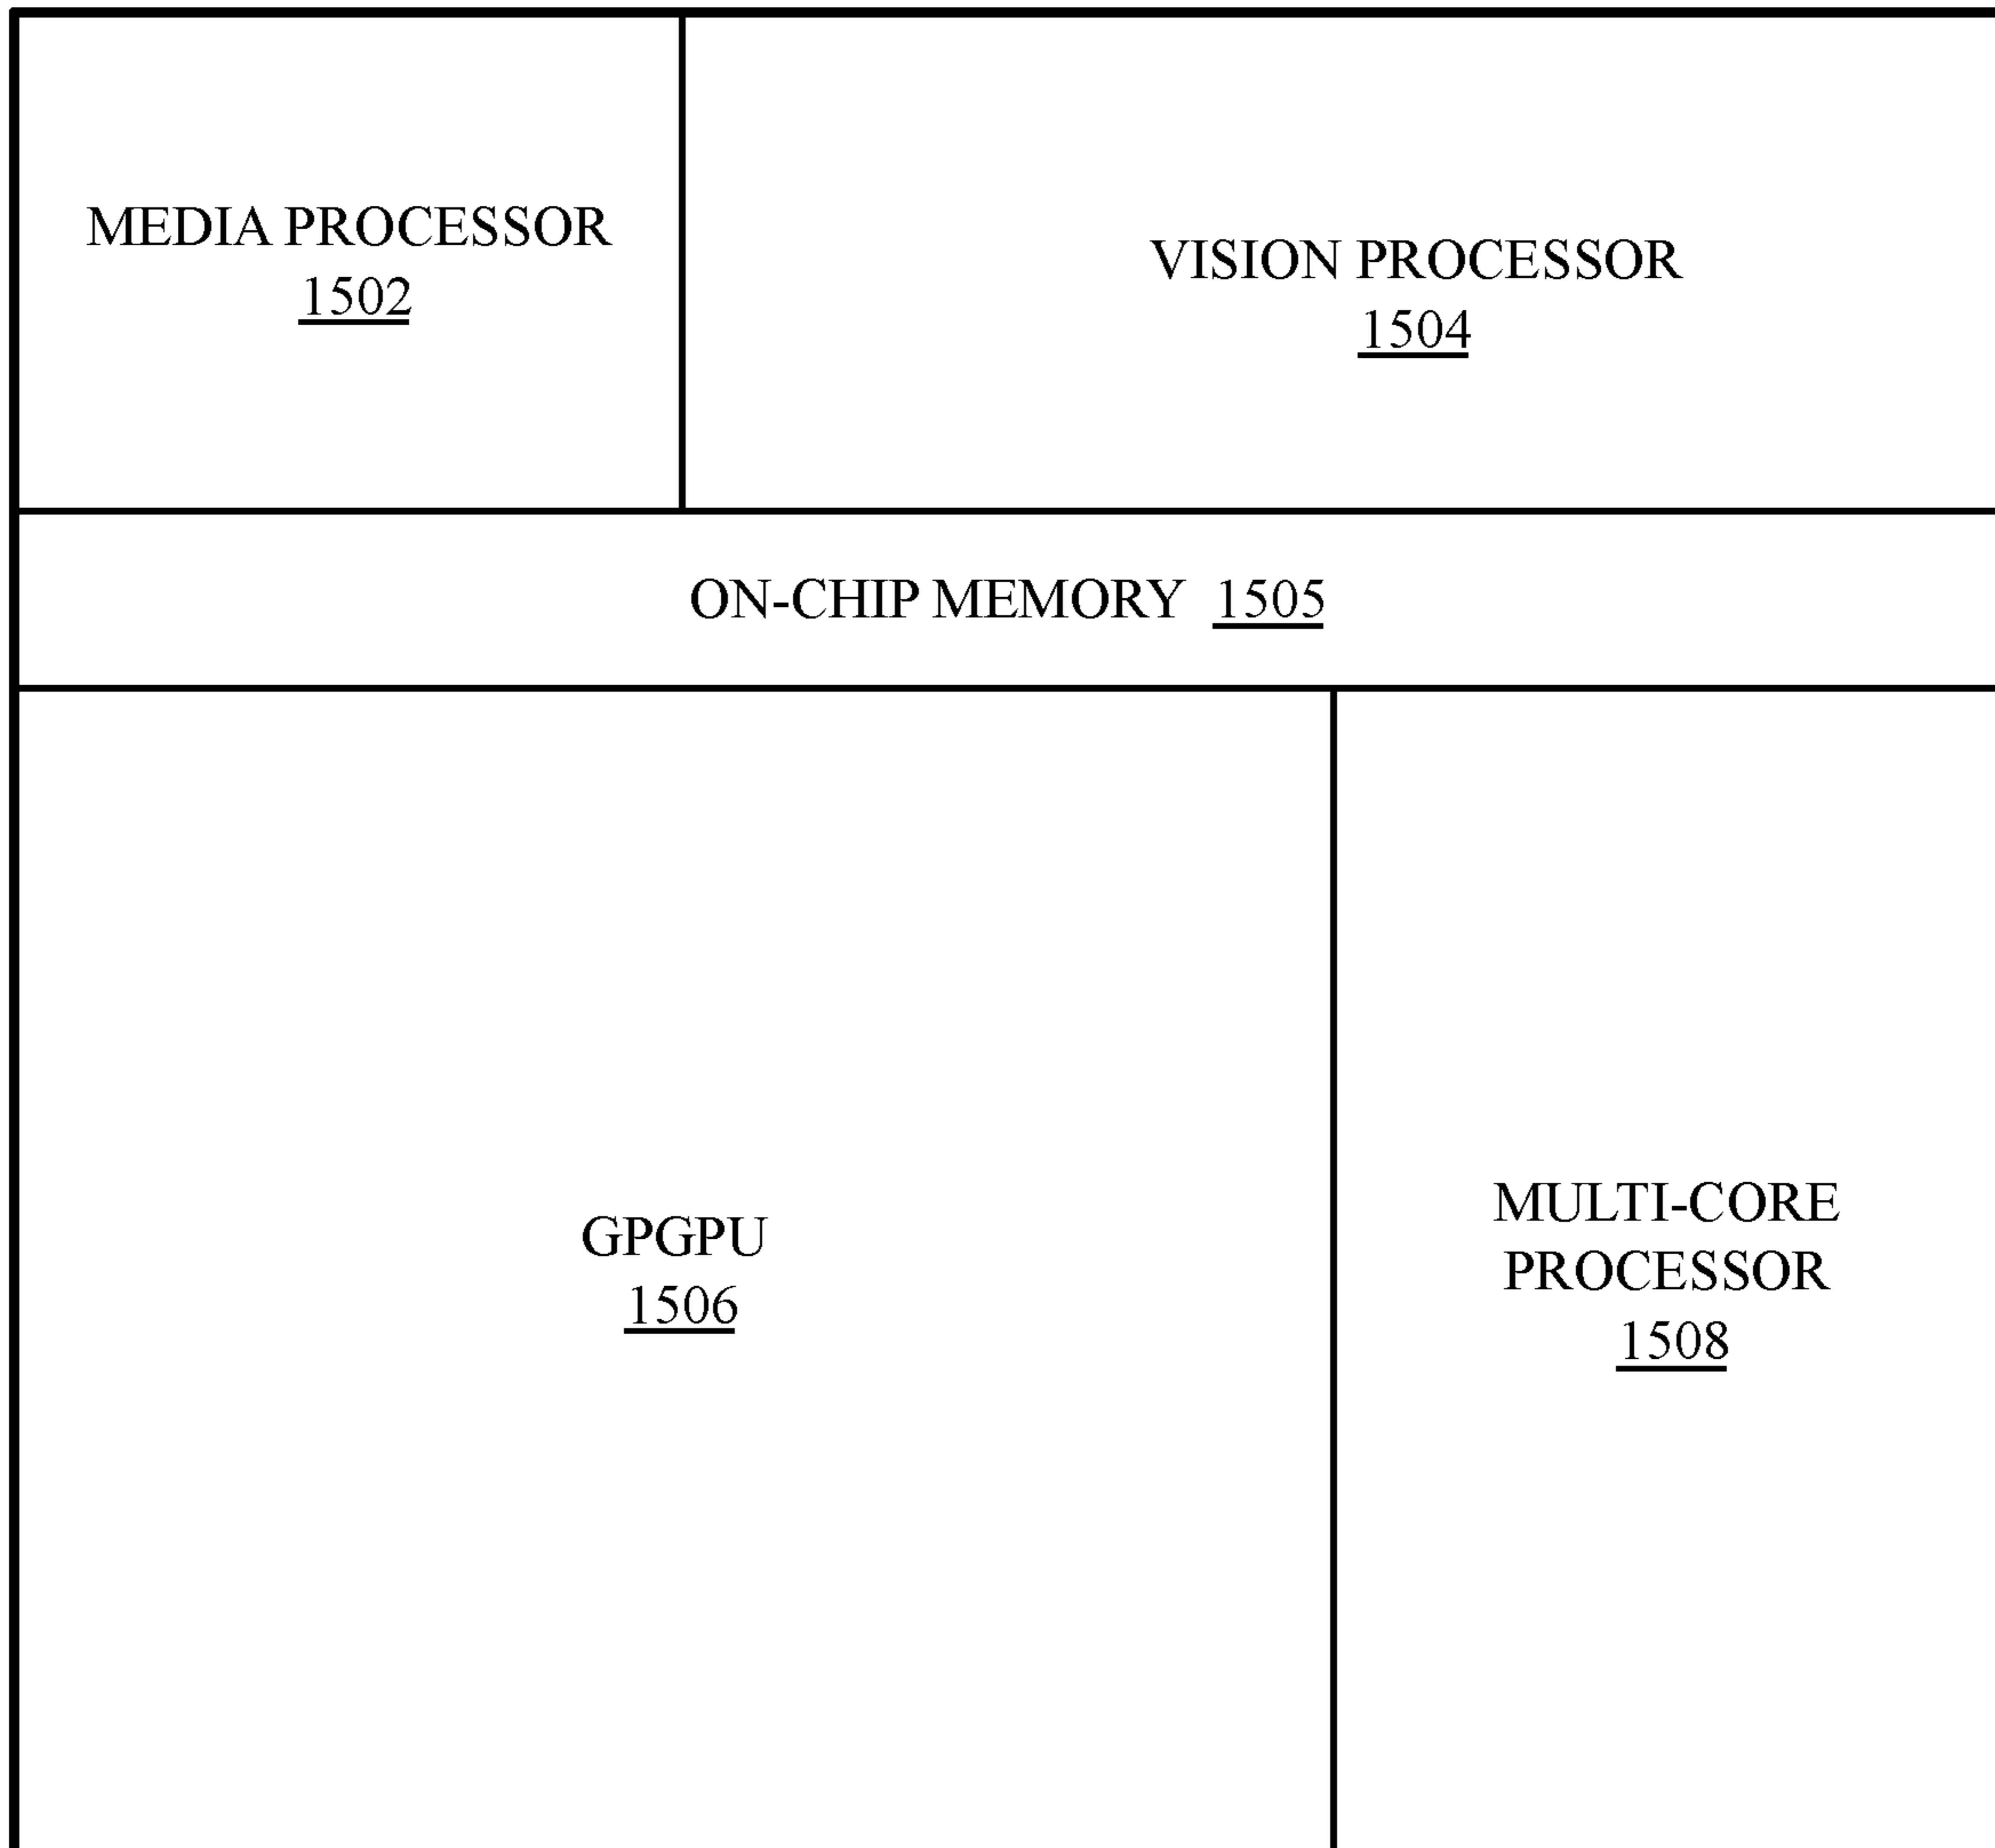 MEDIA PROCESSOR
1502
VISION PROCESSOR
1504
ON-CHIP MEMORY 1505
GPGPU
1506
MULTI-CORE
PROCESSOR
1508